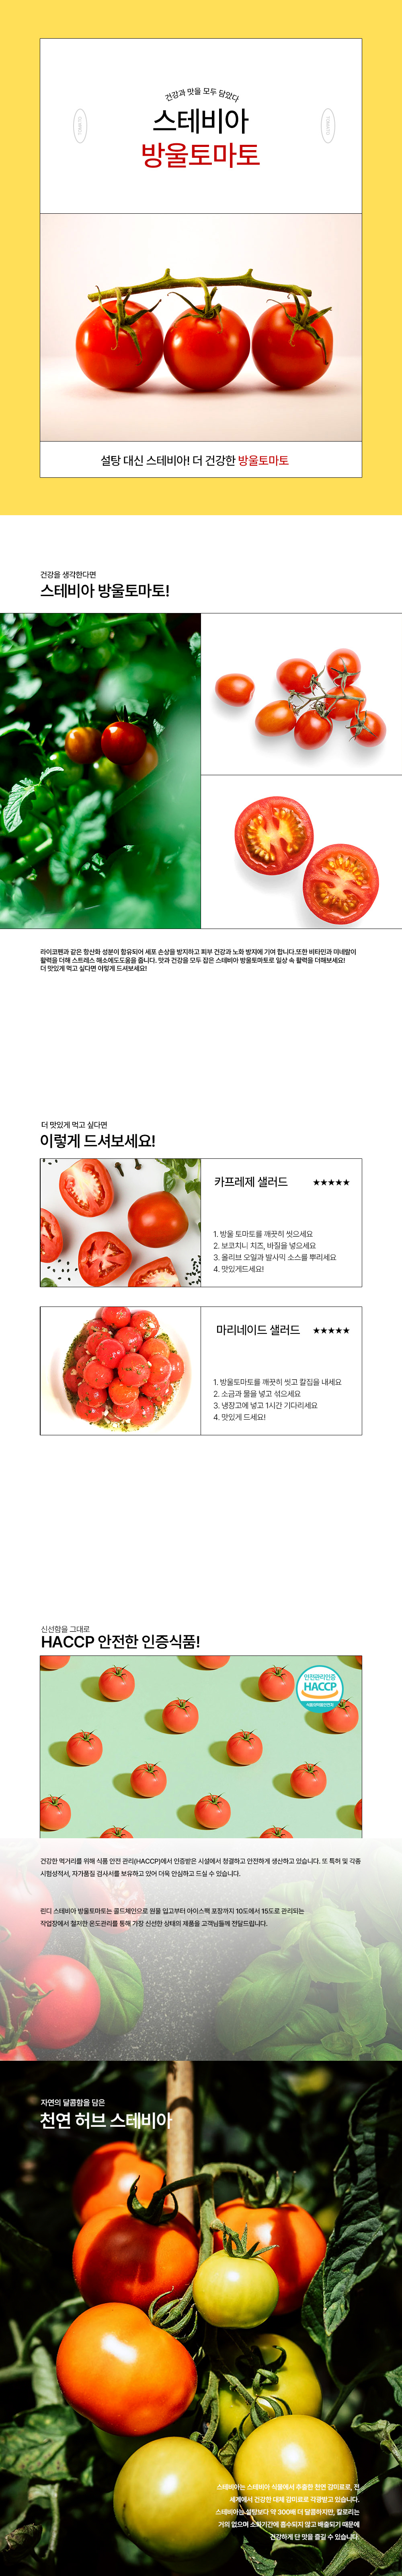 건강과 맛을 모두 담았다
스테비아
방울토마토
설탕 대신 스테비아! 더 건강한 방울토마토
건강을 생각한다면
스테비아 방울토마토!
라이코펜과 같은 항산화 성분이 함유되어 세포 손상을 방지하고 피부 건강과 노화 방지에 기여 합니다.또한 비타민과 미네랄이
활력을 더해 스트레스 해소에도도움을 줍니다. 맛과 건강을 모두 잡은 스테비아 방울토마토로 일상 속 활력을 더해보세요!
더 맛있게 먹고 싶다면 이렇게 드셔보세요!
더 맛있게 먹고 싶다면
이렇게 드셔보세요!
카프레제 샐러드 ★★★★★
1. 방울 토마토를 깨끗히 씻으세요
2. 보코치니 치즈, 바질을 넣으세요
3. 올리브 오일과 발사믹 소스를 뿌리세요
4. 맛있게드세요!
마리네이드 샐러드 ★★★★★
1. 방울토마토를 깨끗히 씻고 칼집을 내세요
2. 소금과 물을 넣고 섞으세요
3. 냉장고에 넣고 1시간 기다리세요
4. 맛있게 드세요!
신선함을 그대로
HACCP 안전한 인증식품!
안전관리인증
HACCP
식품의약품안전처
건강한 먹거리를 위해 식품 안전 관리(HACCP)에서 인증받은 시설에서 청결하고 안전하게 생산하고 있습니다. 또 특허 및 각종
시험성적서, 자가품질 검사서를 보유하고 있어 더욱 안심하고 드실 수 있습니다.
린디 스테비아 방울토마토는 콜드체인으로 원물 입고부터 아이스팩 포장까지 10도에서 15도로 관리되는
작업장에서 철저한 온도관리를 통해 가장 신선한 상태의 제품을 고객님들께 전달드립니다.
자연의 달콤함을 담은
천연 허브 스테비아
스테비아는 스테비아 식물에서 추출한 천연 감미료로, 전
세계에서 건강한 대체 감미료로 각광받고 있습니다.
스테비아는 설탕보다 약 300배 더 달콤하지만, 칼로리는
거의 없으며 소화기간에 흡수되지 않고 배출되기 때문에
건강하게 단 맛을 즐길 수 있습니다.